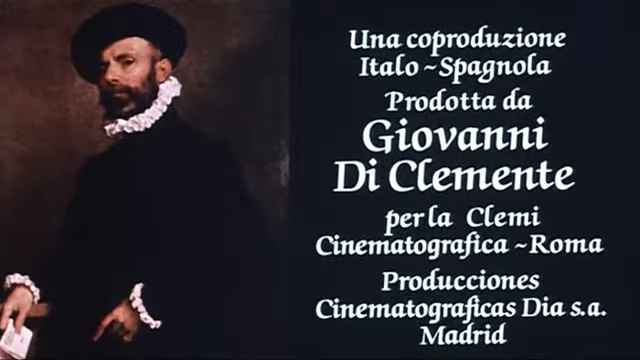 Una coproduzione
Italo ~ Spagnola
Prodotta da
Giovanni
Di Clemente
per la Clemi
Cinematografica ~ Roma
Producciones
Cinematograficas Dia s.a.
Madrid